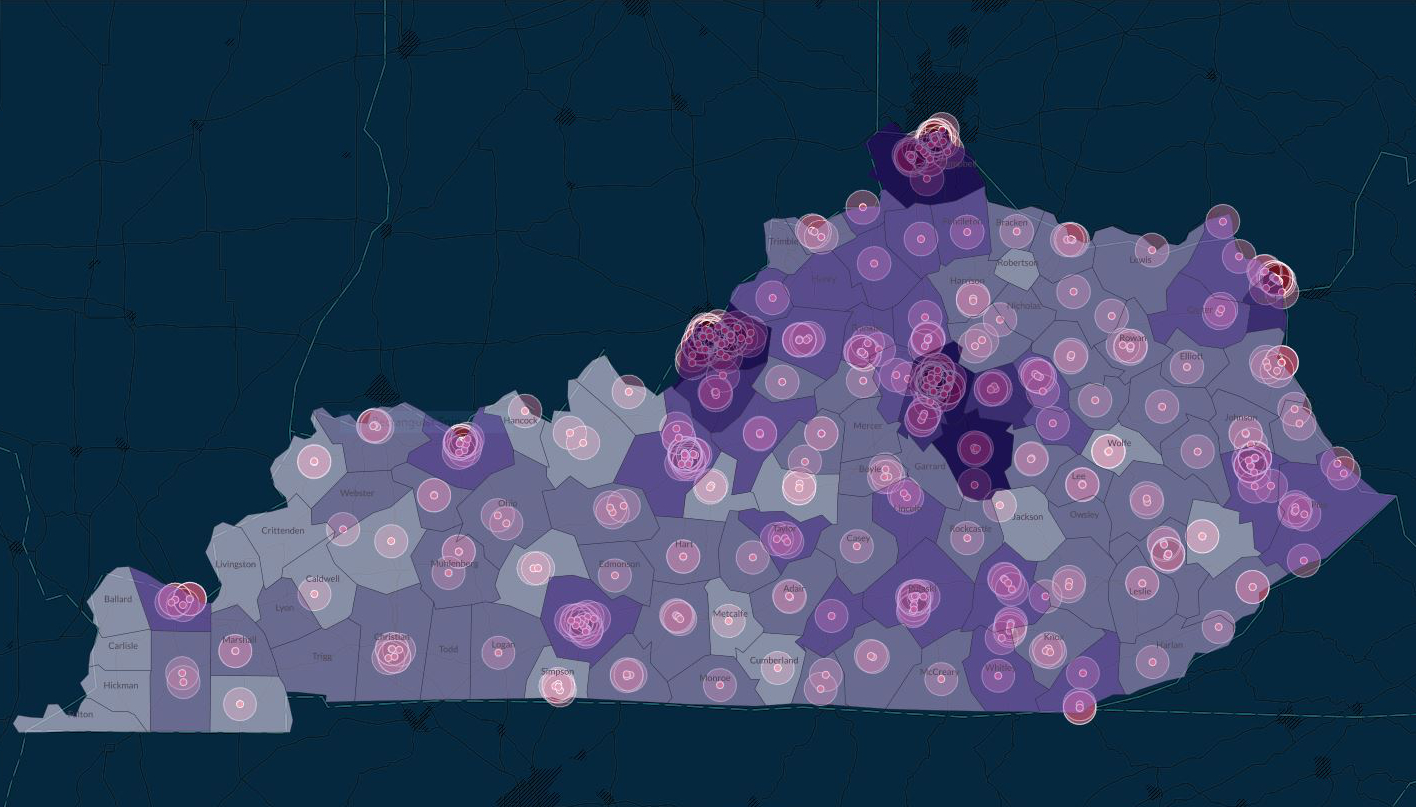 Pendleton
Bracken
Trimble
Lewis
Robertson
Henry
Harrison
Nicholas
Carter
Rowan
Elliott
Hancock
Johnson
Mercer
Wolfe
Boyle
Garrard
Lee
Webster
Ohio
Lincoln
Owsley
Jackson
Crittenden
Taylor
Rockcastle
Casey
Hart
Livingston
Muhlenberg
Edmonson
Caldwell
Leslie
Adair
Pulaski
Ballard
Lyon
Metcalfe
Carlisle
Marshall
Christian
Logan
Todd
Knox
Harlan
Trigg
Cumberland
Simpson
Whitley
McCreary
Monroe
Hickman
Fulton